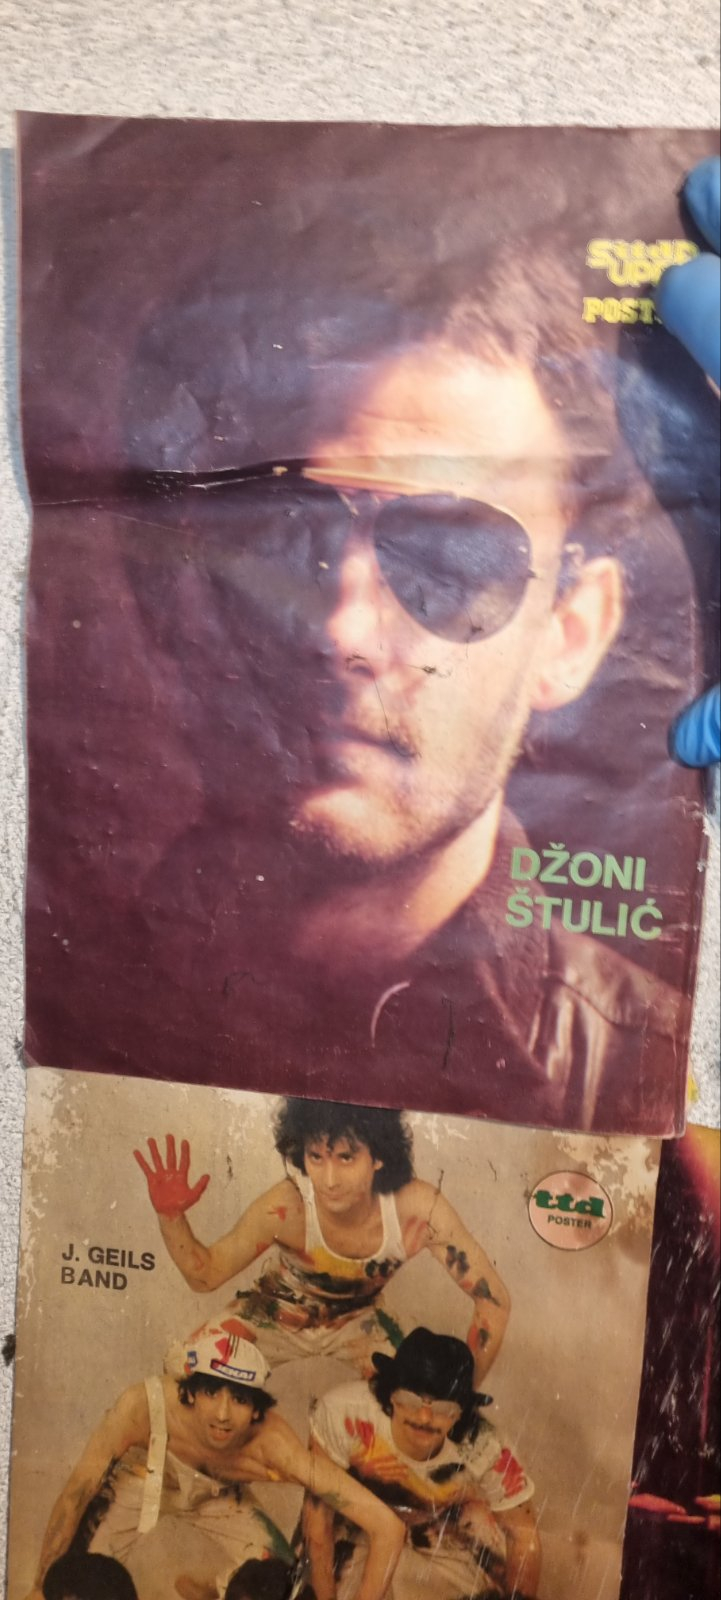 DŽONI
ŠTULIĆ
J. GEILS
BAND
ttd
POSTER